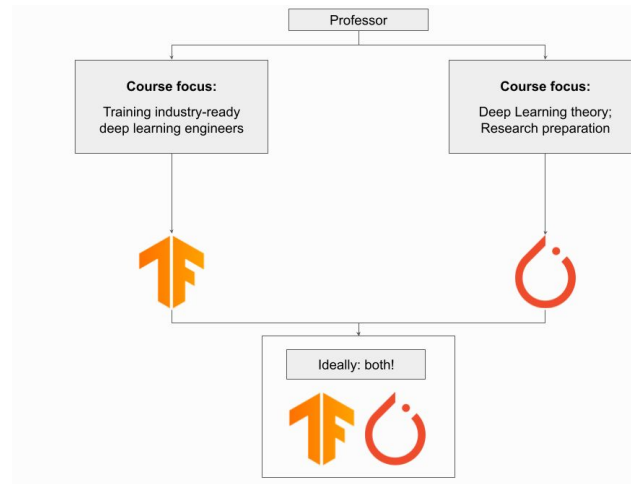 Professor
Course focus:
Training industry-ready
deep learning engineers
Course focus:
Deep Learning theory;
Research preparation
Ideally: both!